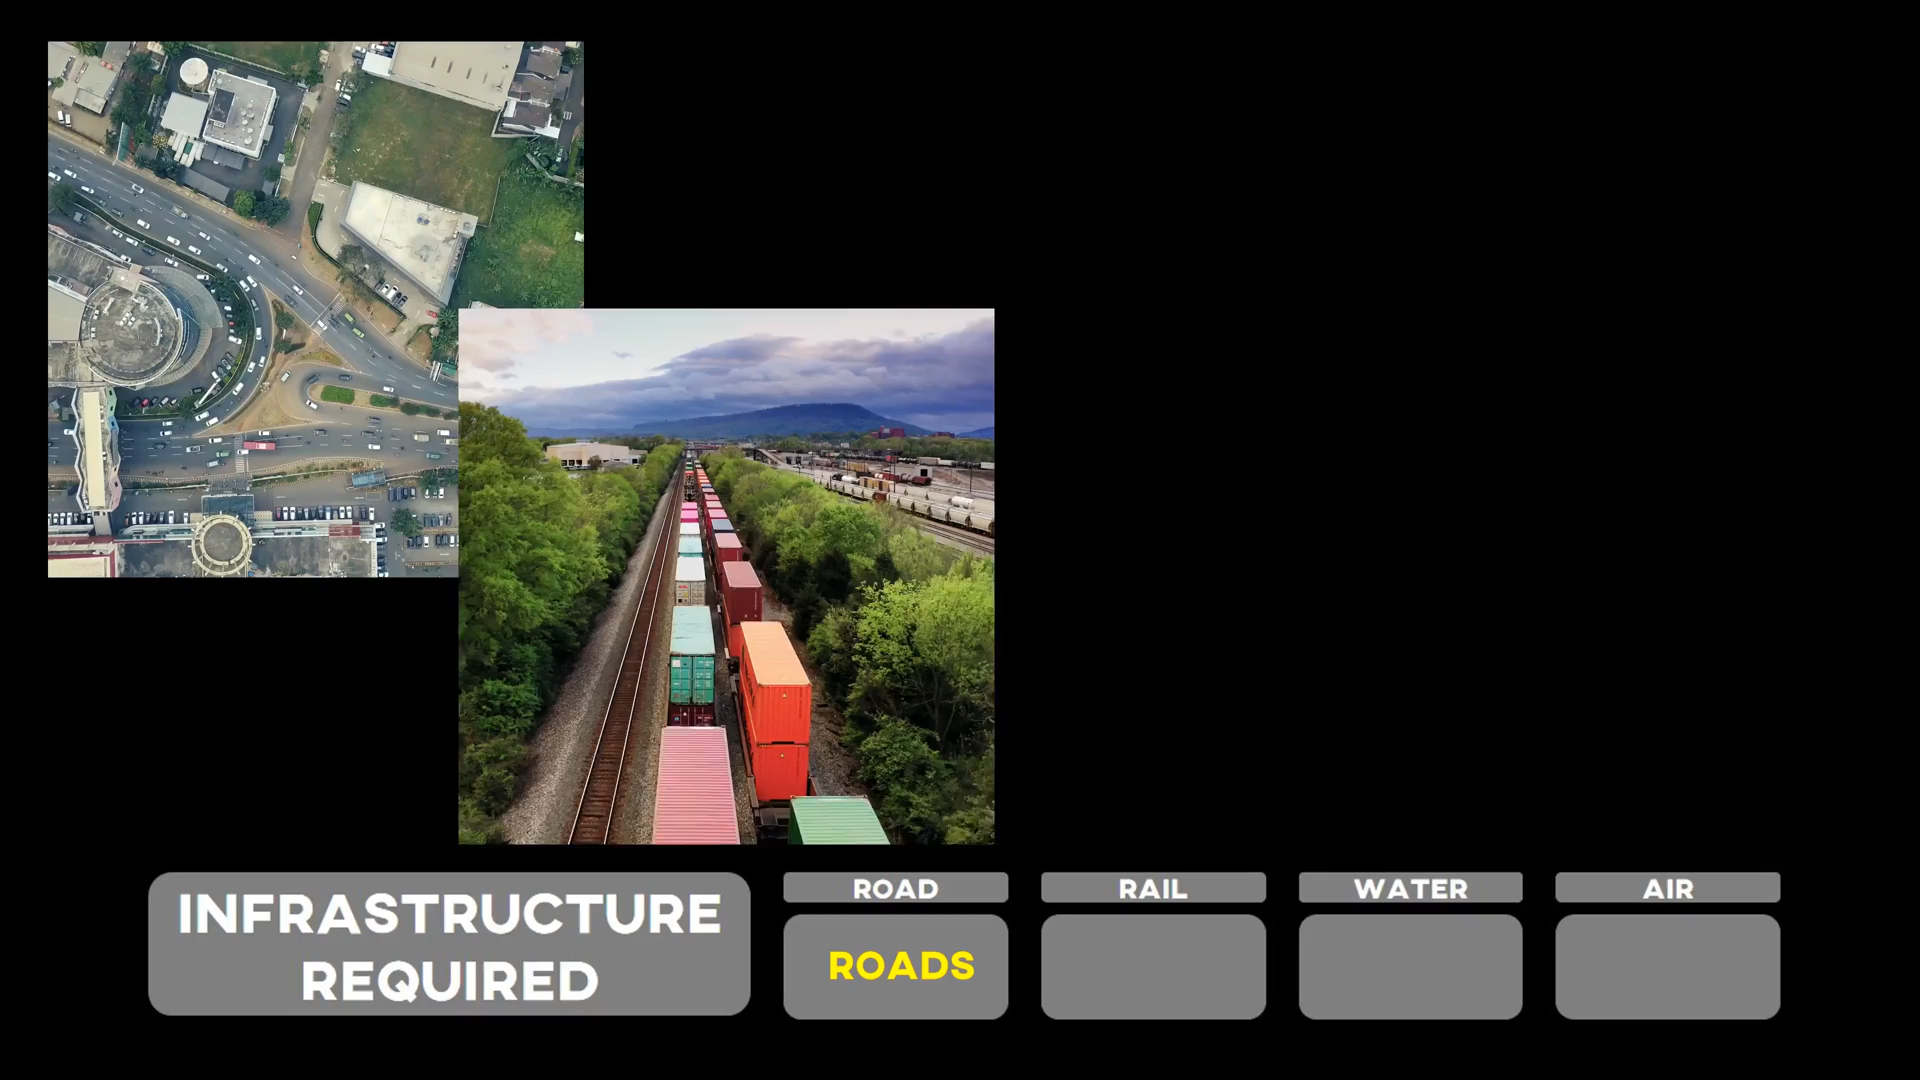 INFRASTRUCTURE
REQUIRED
ROAD
RAIL
WATER
AIR
ROADS